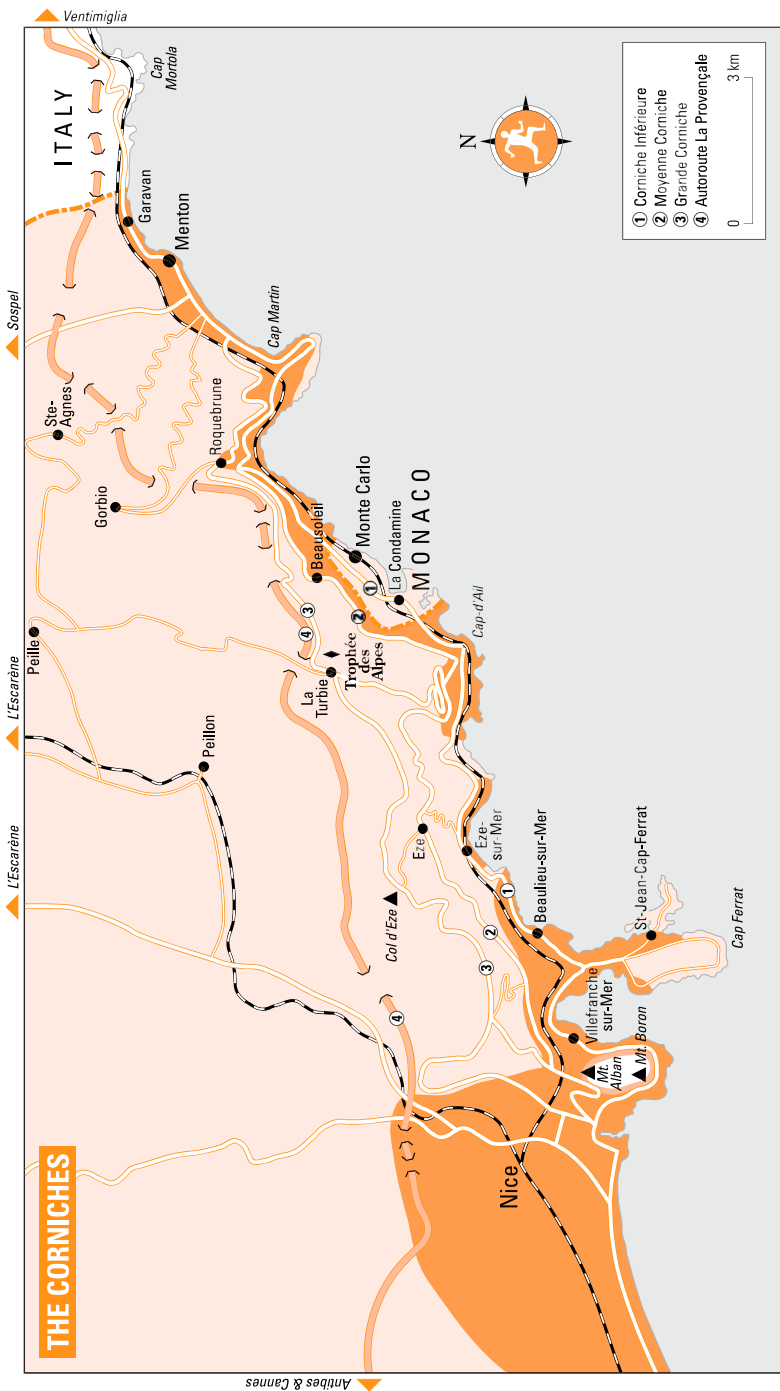 THE CORNICHES
Antibes & Cannes
L'Escarène
L'Escarène
Sospel
Ventimiglia
ITALY
Cap
Mortola
Garavan
Menton
Cap Martin
Ste-
Agnes
Gorbio
Roquebrune
Peille
Peillon
Beausoleil
Monte Carlo
La Condamine
MONACO
Cap-d'Ail
La
Turbie
Trophée
des
Alpes
Eze
Eze-
sur-Mer
Col d'Eze
Beaulieu-sur-Mer
St-Jean-Cap-Ferrat
Cap Ferrat
Villefranche
sur-Mer
Mt.
Alban
Mt. Boron
Nice
4
3
2
1
4
3
2
1
N
1 Corniche Inférieure
2 Moyenne Corniche
3 Grande Corniche
4 Autoroute La Provençale
0 3 km